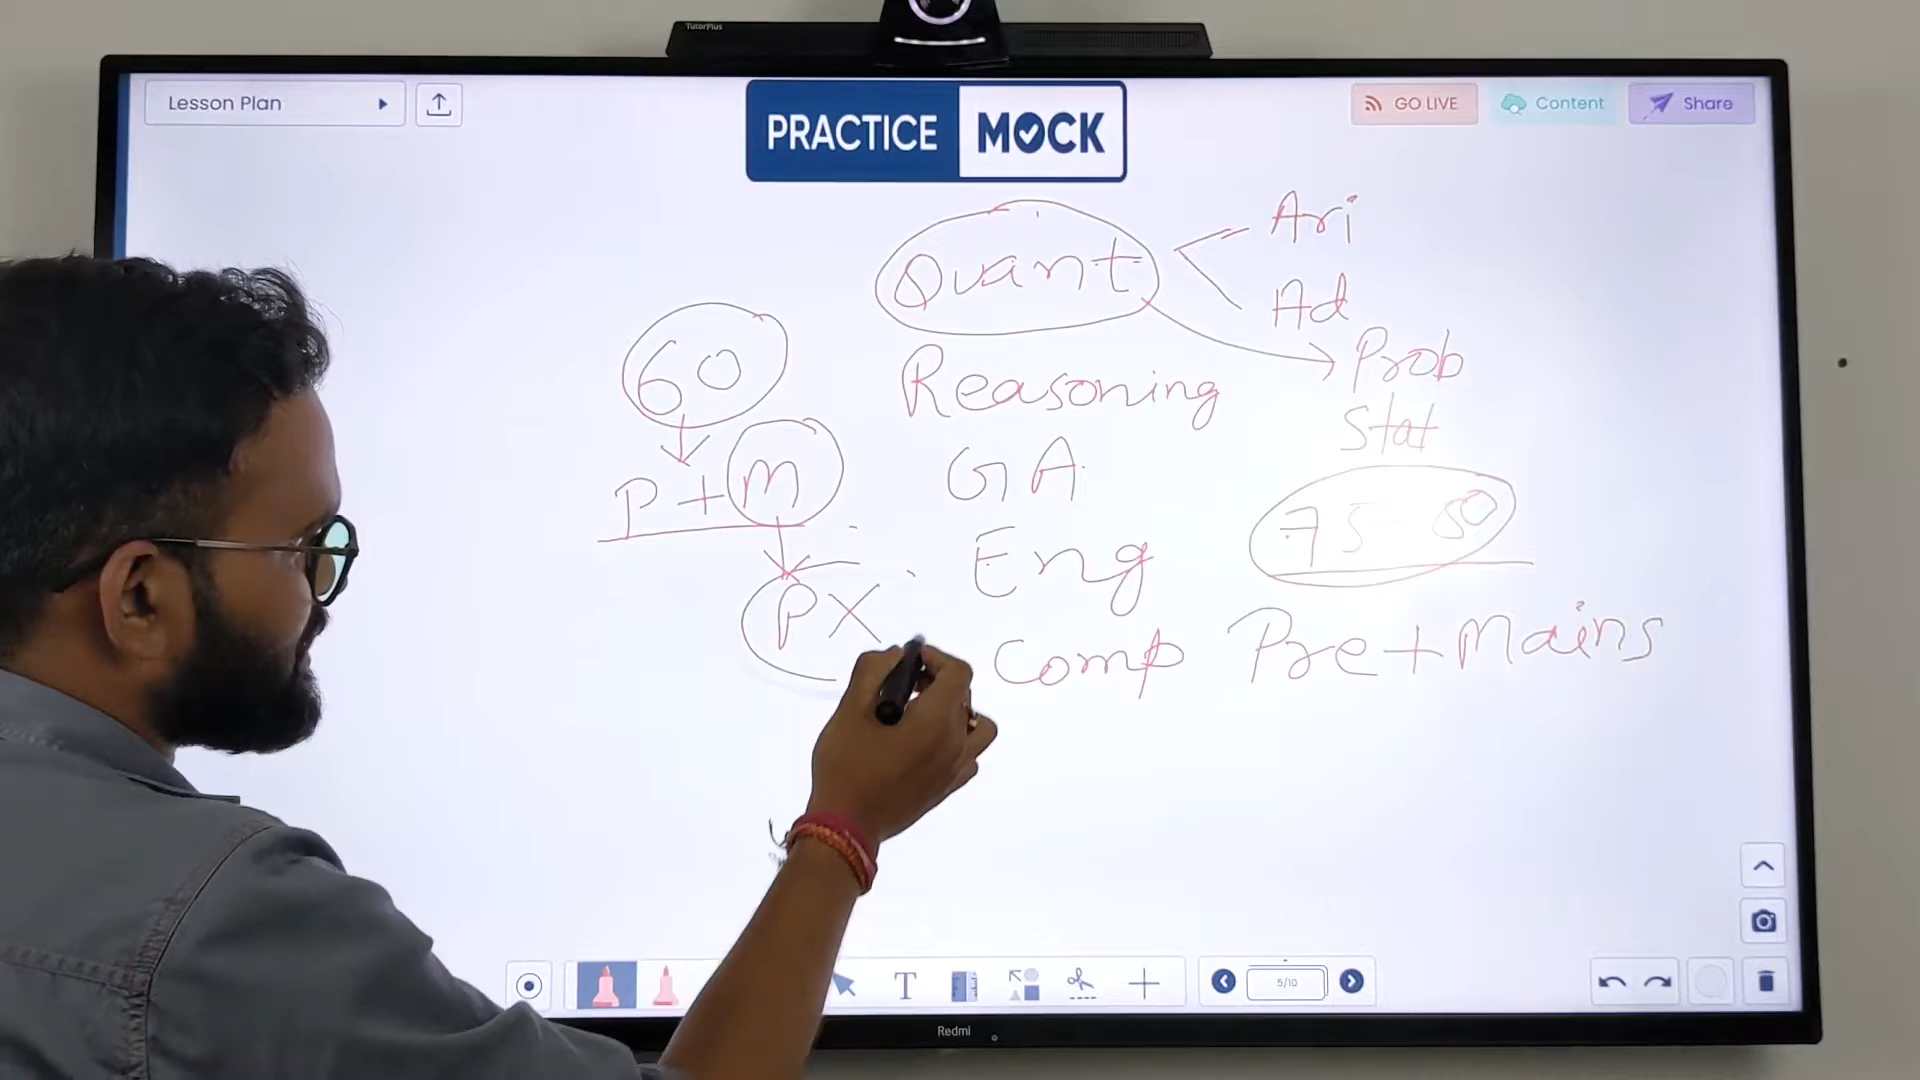 TutorPlus
Lesson Plan
PRACTICE MOCK
GO LIVE
Content
Share
Quant
Ari
Ad
Prob
Stat
60
P+m
PX
Reasoning
GA
Eng
Comp
75 80
Pre+Mains
T
5/10
Redmi